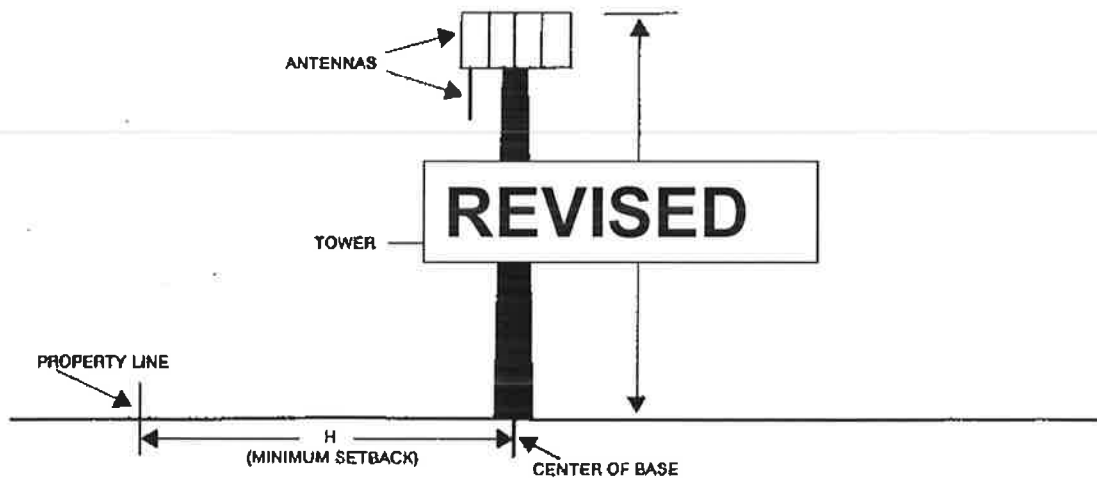 ANTENNAS
REVISED
TOWER
PROPERTY LINE
H
(MINIMUM SETBACK)
CENTER OF BASE